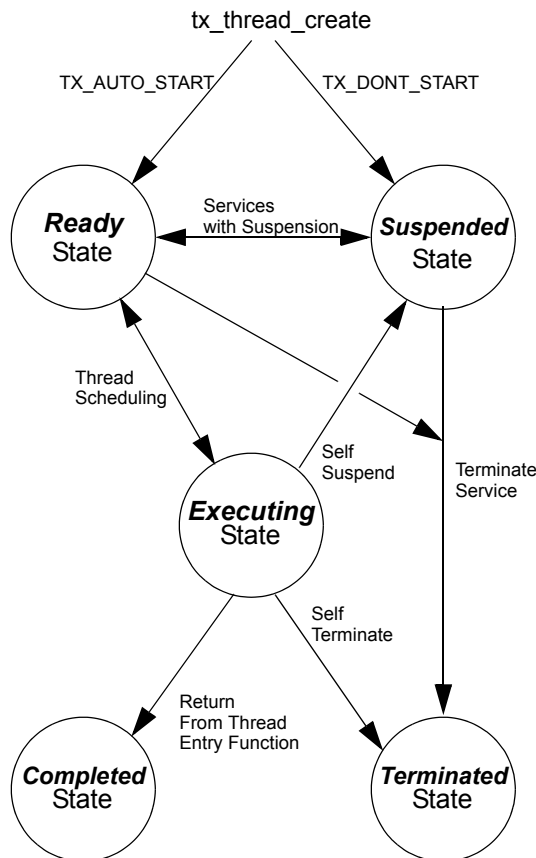 tx_thread_create
TX_AUTO_START
TX_DONT_START
Ready
State
Services
with Suspension
Suspended
State
Thread
Scheduling
Self
Suspend
Terminate
Service
Executing
State
Self
Terminate
Return
From Thread
Entry Function
Completed
State
Terminated
State